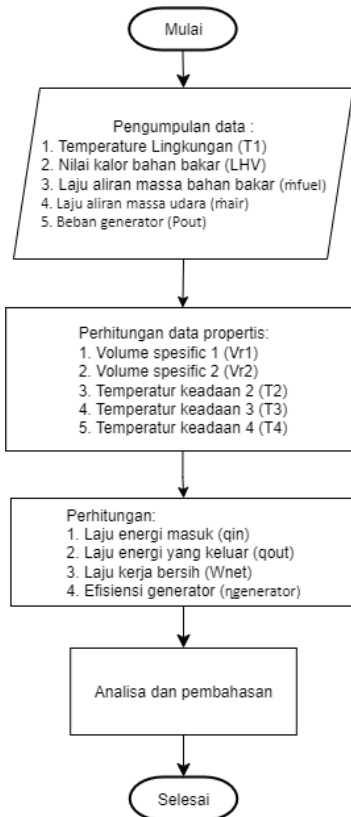 Mulai
Pengumpulan data :
1. Temperature Lingkungan (T1)
2. Nilai kalor bahan bakar (LHV)
3. Laju aliran massa bahan bakar (ṁfuel)
4. Laju aliran massa udara (ṁair)
5. Beban generator (Pout)
Perhitungan data propertis:
1. Volume spesific 1 (Vr1)
2. Volume spesific 2 (Vr2)
3. Temperatur keadaan 2 (T2)
4. Temperatur keadaan 3 (T3)
5. Temperatur keadaan 4 (T4)
Perhitungan:
1. Laju energi masuk (qin)
2. Laju energi yang keluar (qout)
3. Laju kerja bersih (Wnet)
4. Efisiensi generator (ηgenerator)
Analisa dan pembahasan
Selesai